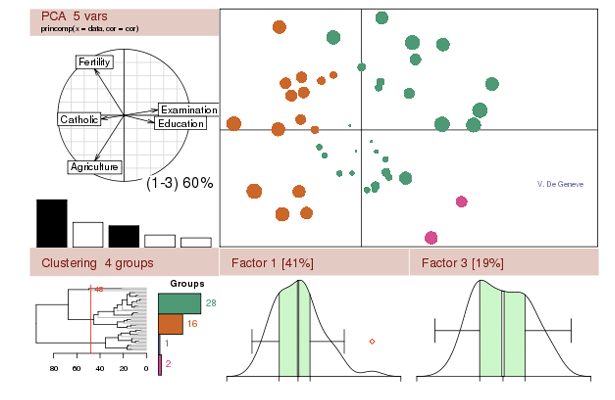 PCA 5 vars
princomp(x = data, cor = cor)
Fertility
Examination
Catholic
Education
Agriculture
(1-3) 60%
V. De Geneve
Clustering 4 groups
Factor 1 [41%]
Factor 3 [19%]
48
Groups
28
16
1
2
80 60 40 20 0